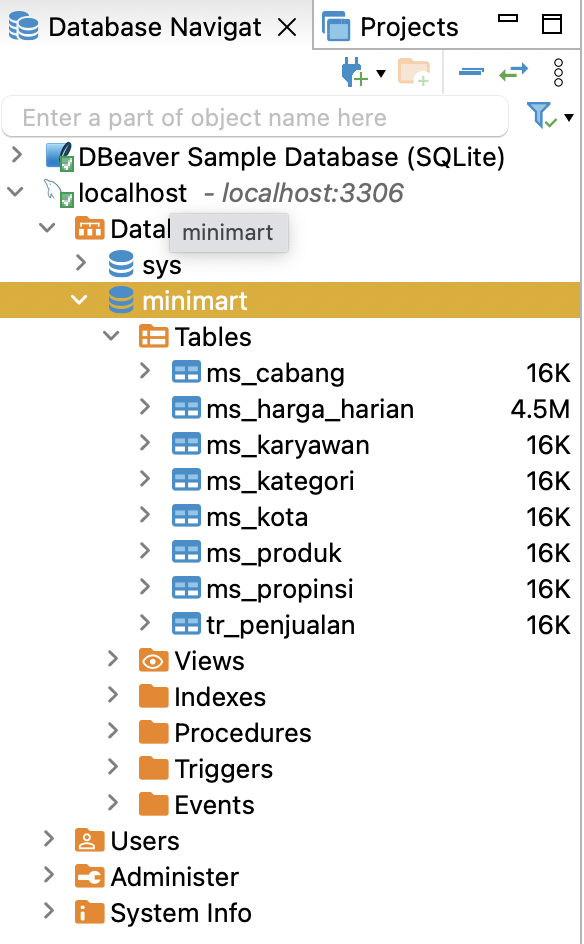 Database Navigat
Projects
Enter a part of object name here
DBeaver Sample Database (SQLite)
localhost - localhost:3306
Datal
minimart
sys
minimart
Tables
ms_cabang 16K
ms_harga_harian 4.5M
ms_karyawan 16K
ms_kategori 16K
ms_kota 16K
ms_produk 16K
ms_propinsi 16K
tr_penjualan 16K
Views
Indexes
Procedures
Triggers
Events
Users
Administer
System Info